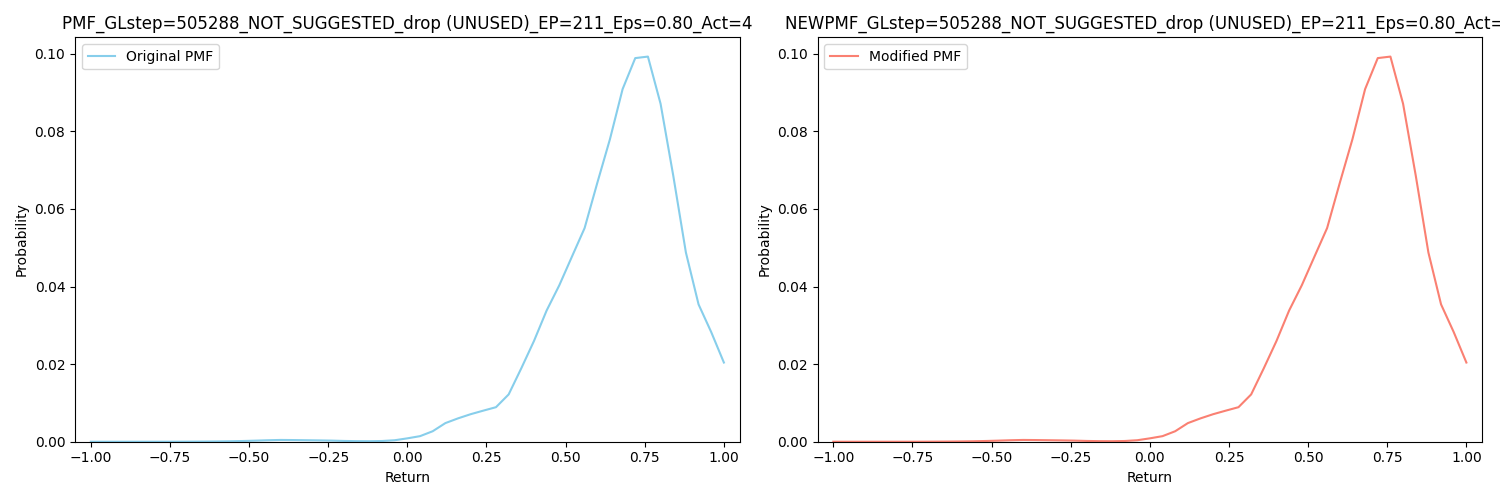 PMF_GLstep=505288_NOT_SUGGESTED_drop (UNUSED)_EP=211_Eps=0.80_Act=4
Original PMF
Probability
0.10
0.08
0.06
0.04
0.02
0.00
−1.00 −0.75 −0.50 −0.25 0.00 0.25 0.50 0.75 1.00
Return
NEWPMF_GLstep=505288_NOT_SUGGESTED_drop (UNUSED)_EP=211_Eps=0.80_Act=
Modified PMF
Probability
0.10
0.08
0.06
0.04
0.02
0.00
−1.00 −0.75 −0.50 −0.25 0.00 0.25 0.50 0.75 1.00
Return